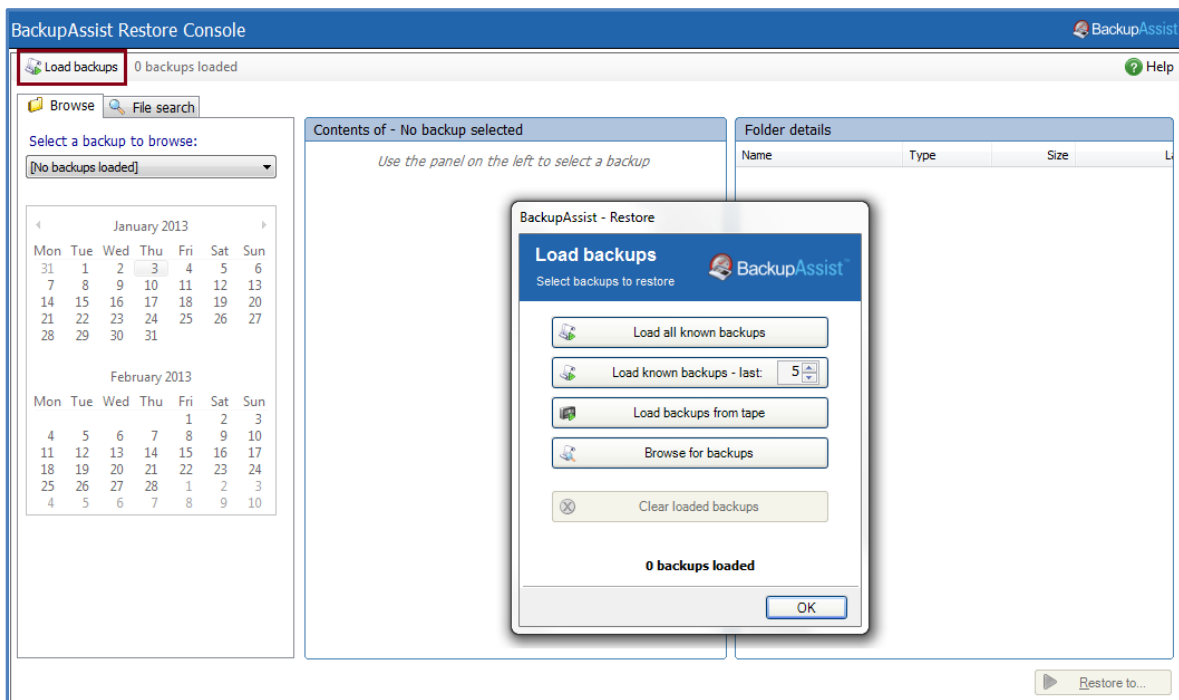 BackupAssist Restore Console
BackupAssist
Load backups 0 backups loaded
Help
Browse File search
Select a backup to browse:
[No backups loaded]
January 2013
Mon Tue Wed Thu Fri Sat Sun
31 1 2 3 4 5 6
7 8 9 10 11 12 13
14 15 16 17 18 19 20
21 22 23 24 25 26 27
28 29 30 31
February 2013
Mon Tue Wed Thu Fri Sat Sun
1 2 3
4 5 6 7 8 9 10
11 12 13 14 15 16 17
18 19 20 21 22 23 24
25 26 27 28 1 2 3
4 5 6 7 8 9 10
Contents of - No backup selected
Use the panel on the left to select a backup
Folder details
Name Type Size
BackupAssist - Restore
Load backups
Select backups to restore
BackupAssist™
Load all known backups
Load known backups - last: 5
Load backups from tape
Browse for backups
Clear loaded backups
0 backups loaded
OK
Restore to...